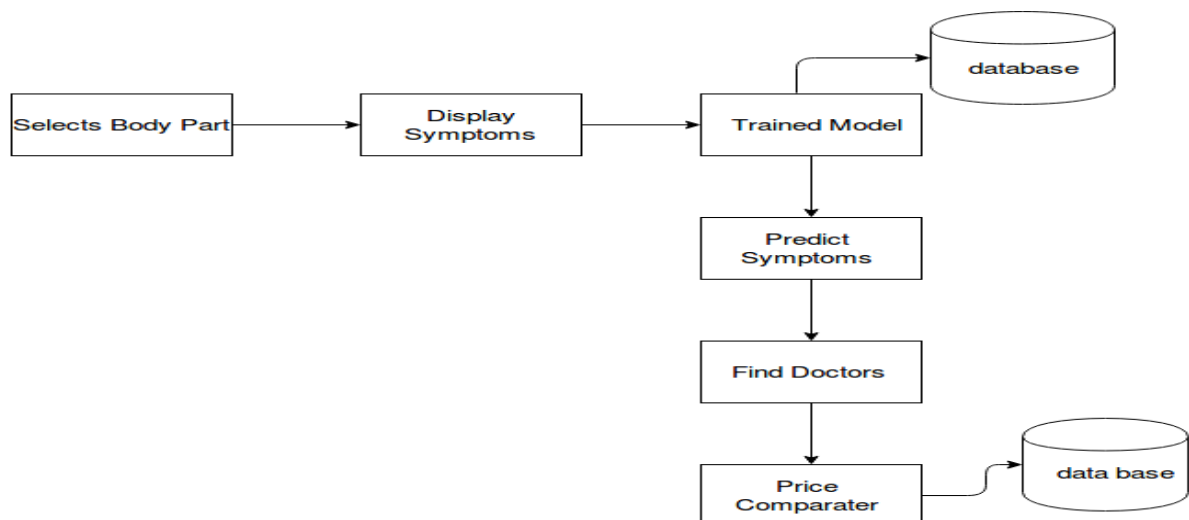 database
Selects Body Part
Display
Symptoms
Trained Model
Predict
Symptoms
Find Doctors
Price
Comparater
data base